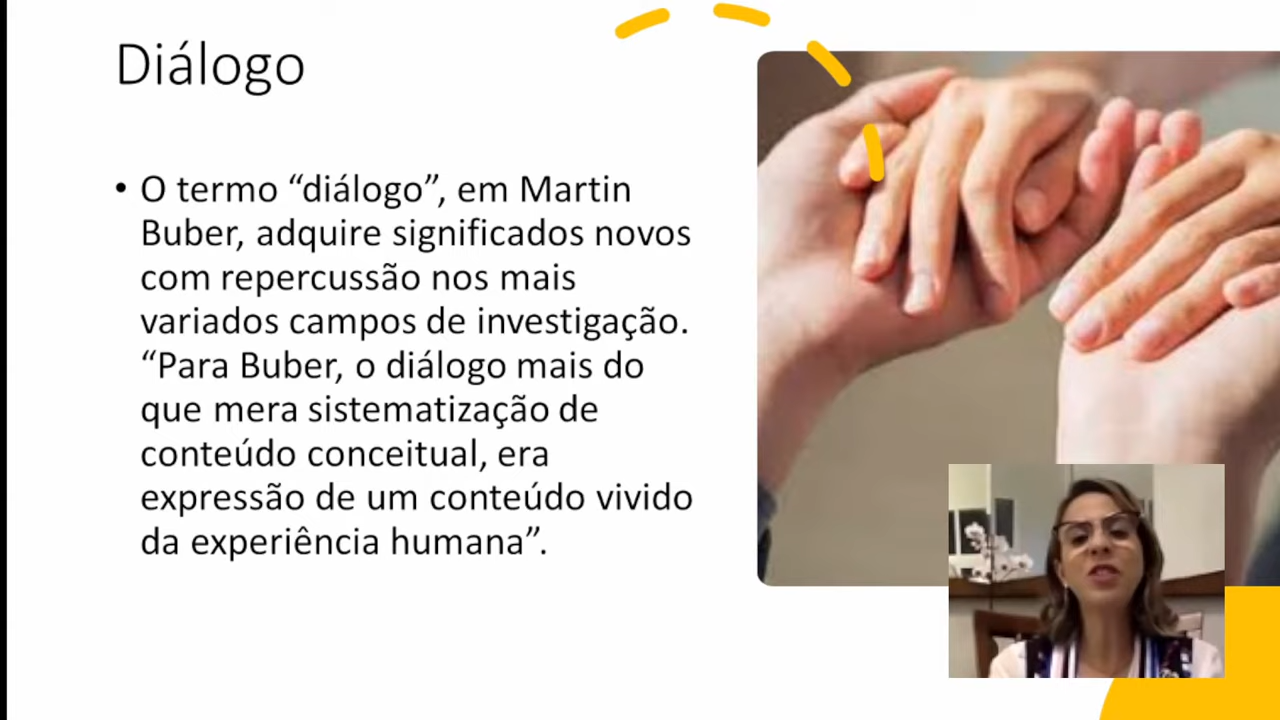 Diálogo
• O termo “diálogo”, em Martin
Buber, adquire significados novos
com repercussão nos mais
variados campos de investigação.
“Para Buber, o diálogo mais do
que mera sistematização de
conteúdo conceitual, era
expressão de um conteúdo vivido
da experiência humana”.